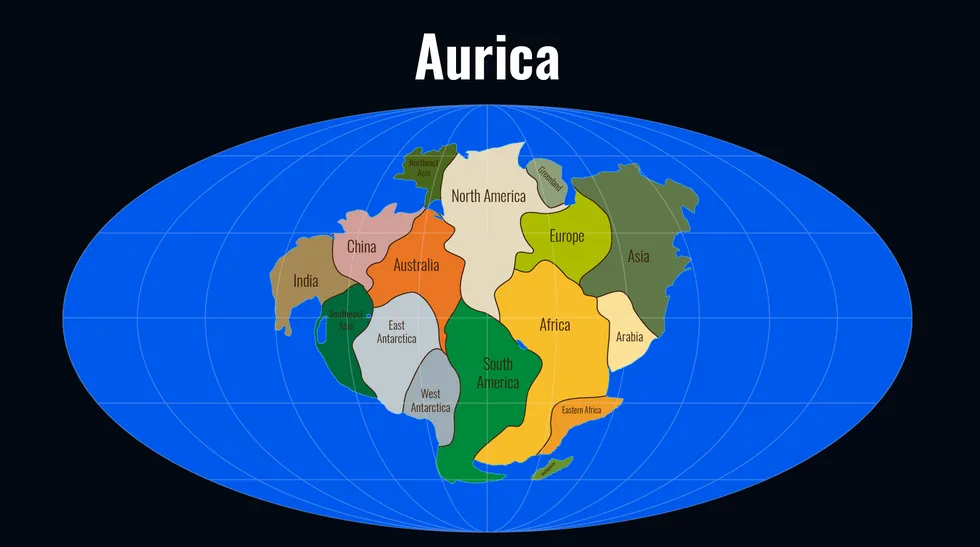 Aurica
Northeast
Asia
North America
Greenland
China
Europe
Australia
Asia
India
Southeast
Asia
East
Antarctica
Africa
Arabia
South
America
West
Antarctica
Eastern Africa